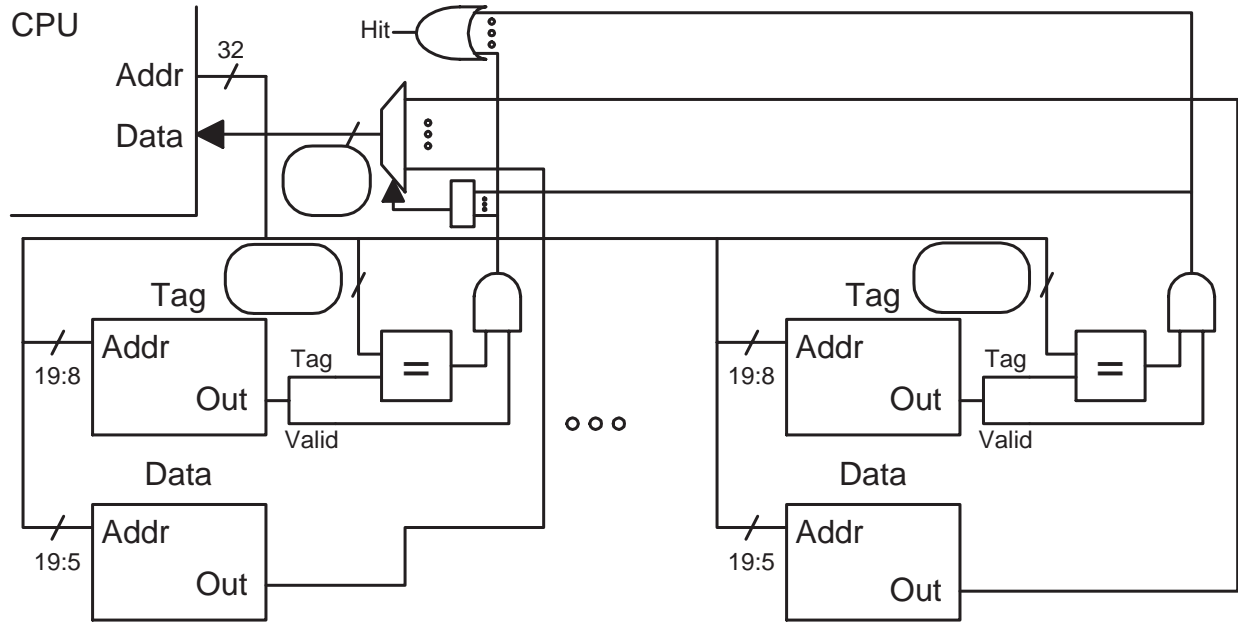 CPU
Hit
32
Addr
Data
Tag
Tag
Addr
19:8
Tag
=
Out
Valid
Addr
19:8
Tag
=
Out
Valid
Data
Data
Addr
19:5
Out
Addr
19:5
Out